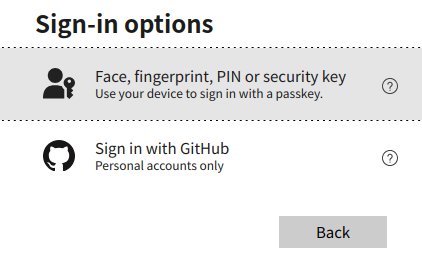 Sign-in options
Face, fingerprint, PIN or security key
Use your device to sign in with a passkey.
Sign in with GitHub
Personal accounts only
Back